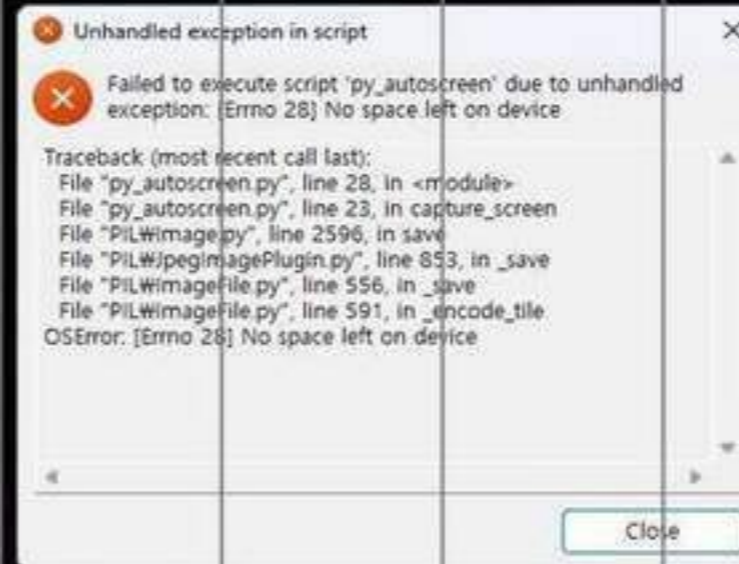 Unhandled exception in script
Failed to execute script 'py_autoscreen' due to unhandled
exception: [Errno 28] No space left on device
Traceback (most recent call last):
File "py_autoscreen.py", line 28, in <module>
File "py_autoscreen.py", line 23, in capture_screen
File "PIL₩Image.py", line 2596, in save
File "PIL₩JpegImagePlugin.py", line 853, in _save
File "PIL₩ImageFile.py", line 556, in _save
File "PIL₩ImageFile.py", line 591, in _encode_tile
OSError: [Errno 28] No space left on device
Close